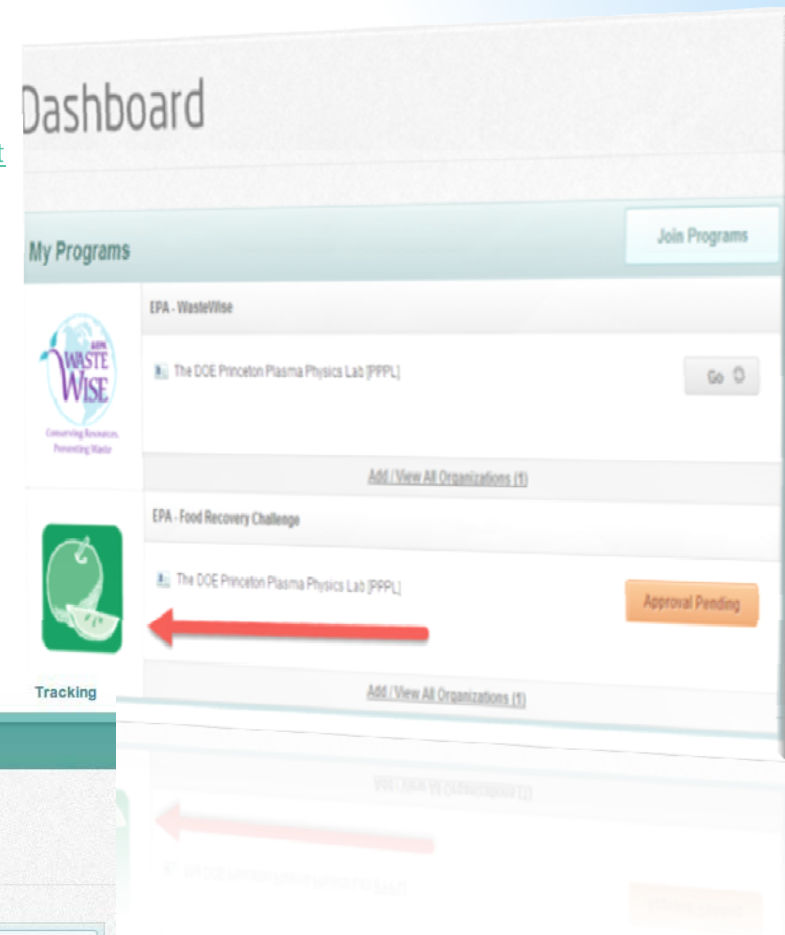 Dashboard
t
My Programs
Join Programs
EPA - WasteWise
WASTE
WISE
Conserving Resources,
Preventing Waste
The DOE Princeton Plasma Physics Lab [PPPL]
Go
Add / View All Organizations (1)
EPA - Food Recovery Challenge
The DOE Princeton Plasma Physics Lab [PPPL]
Approval Pending
Tracking
Add / View All Organizations (1)